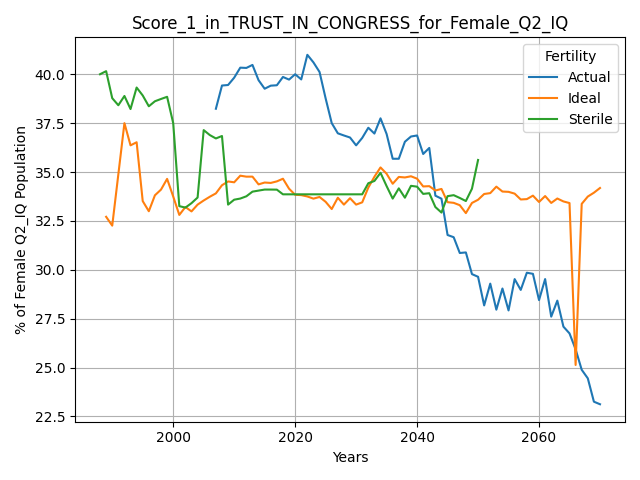 Score_1_in_TRUST_IN_CONGRESS_for_Female_Q2_IQ
% of Female Q2_IQ Population
40.0
37.5
35.0
32.5
30.0
27.5
25.0
22.5
Fertility
Actual
Ideal
Sterile
2000
2020
2040
2060
Years